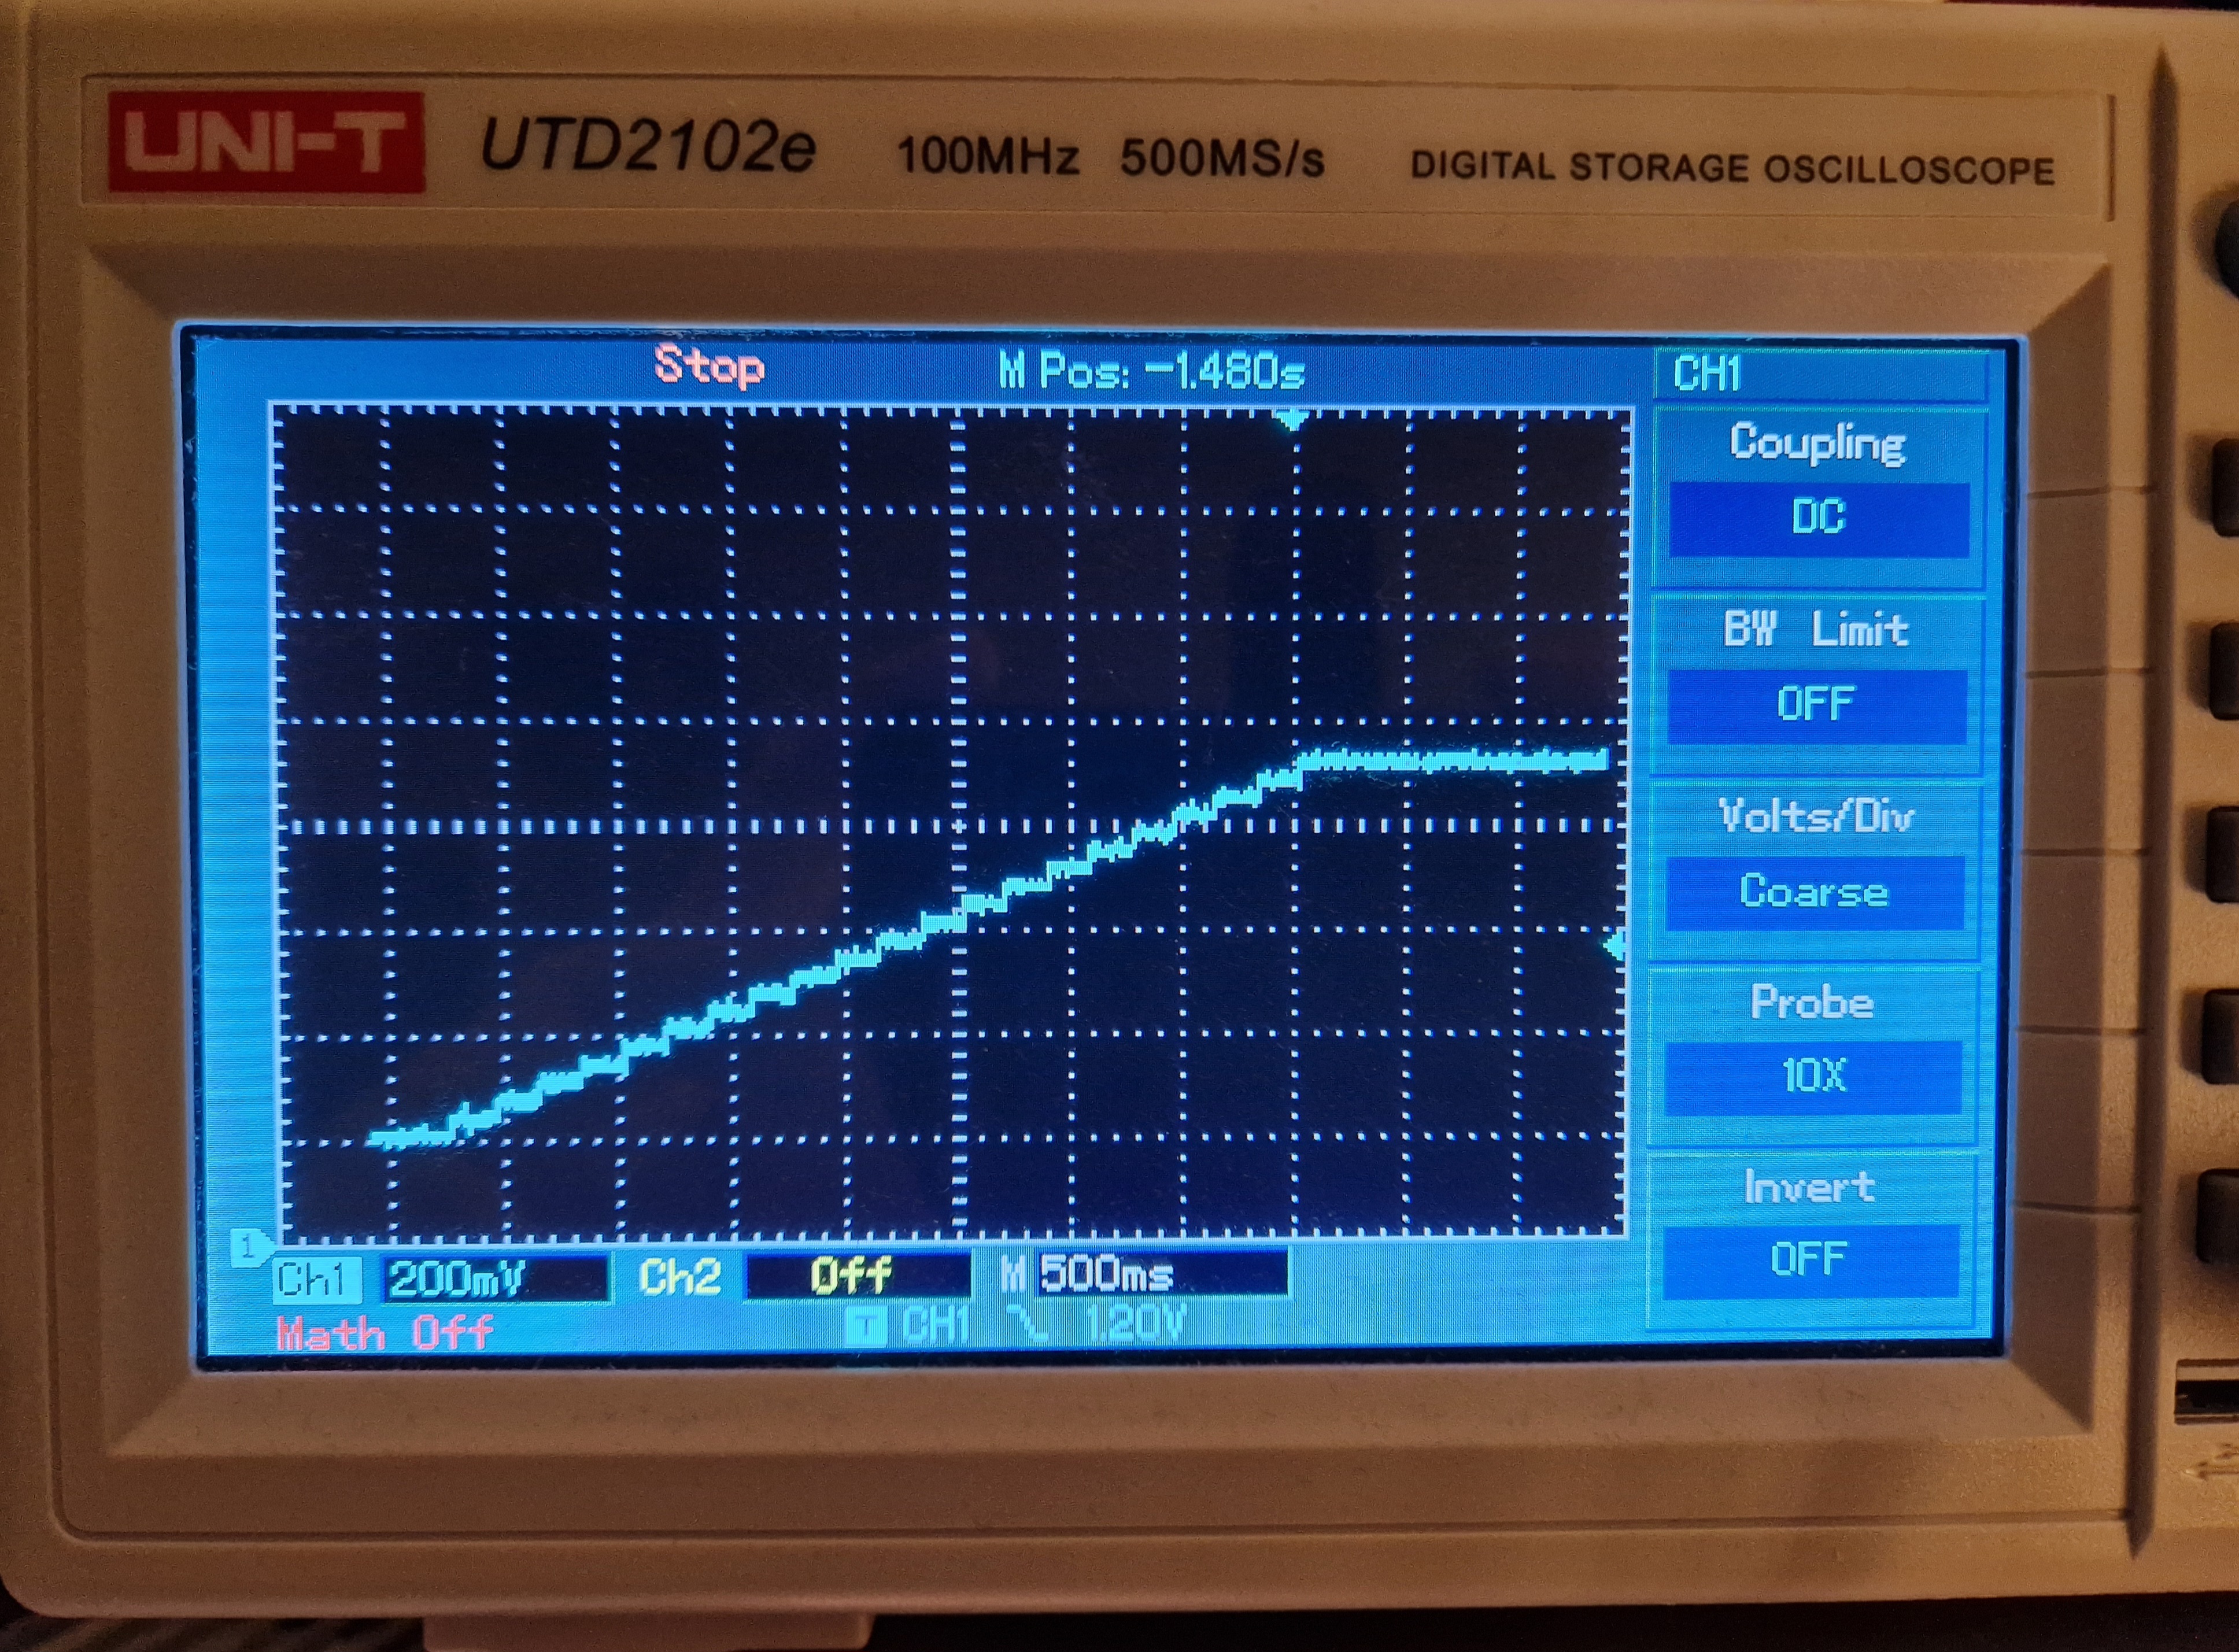 UNI-T UTD2102e 100MHz 500MS/s DIGITAL STORAGE OSCILLOSCOPE
Stop M Pos: -1.480s CH1
Coupling
DC
BW Limit
OFF
Volts/Div
Coarse
Probe
10X
Invert
OFF
1
Ch1 200mV Ch2 Off M 500ms
Math Off T CH1 1.20V